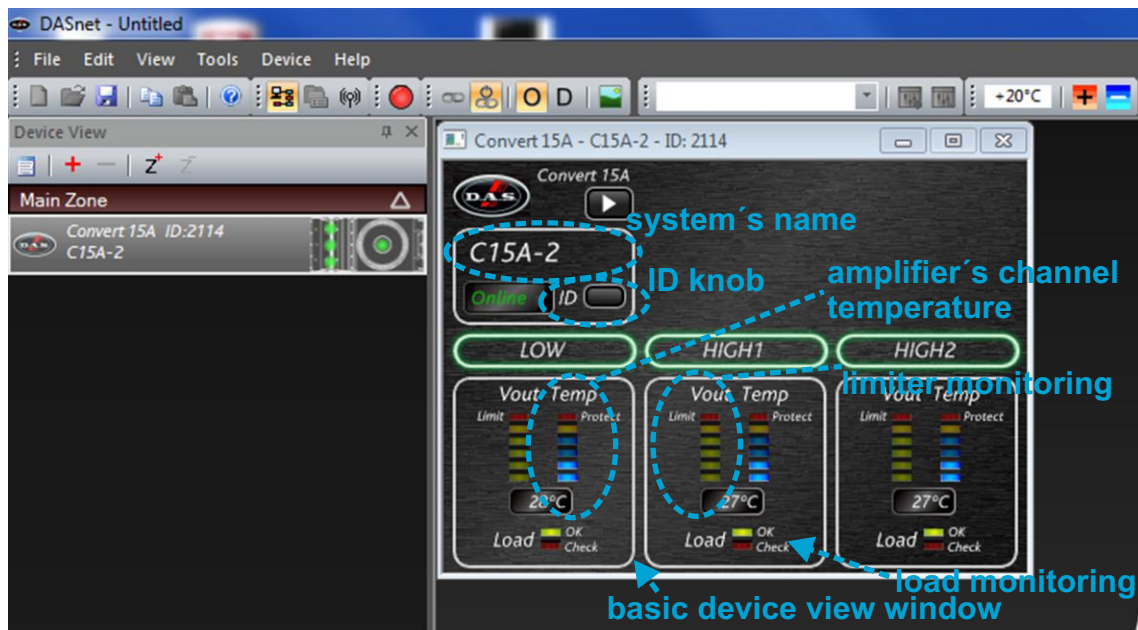 DASnet - Untitled
File Edit View Tools Device Help
O D +20°C
Device View
Z+ Z-
Main Zone
DAS Convert 15A ID:2114
C15A-2
Convert 15A - C15A-2 - ID: 2114
DAS Convert 15A
system´s name
C15A-2
ID knob
Online ID
amplifier´s channel
temperature
LOW HIGH1 HIGH2
limiter monitoring
Vout Temp Vout Temp Vout Temp
Limit Protect Limit Protect Limit Protect
28°C 27°C 27°C
Load OK Check Load OK Check Load OK Check
load monitoring
basic device view window